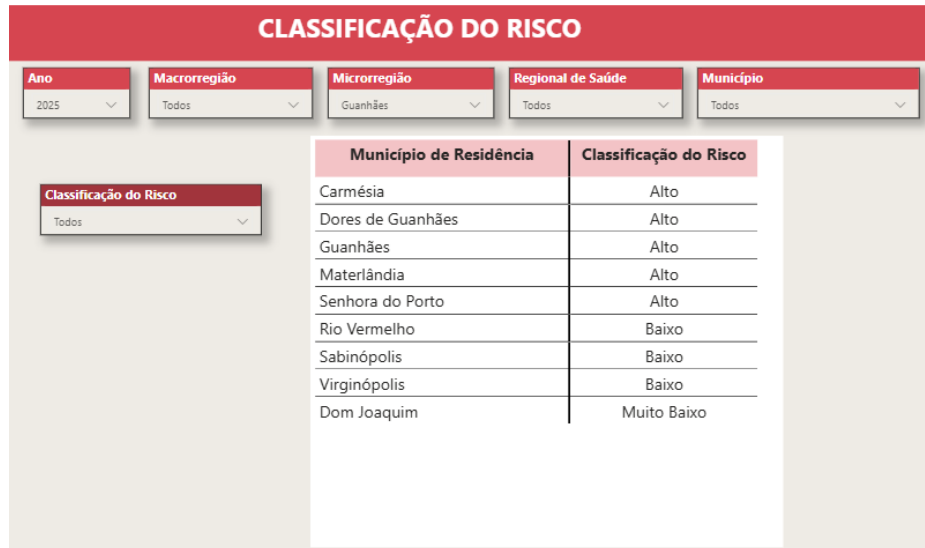 CLASSIFICAÇÃO DO RISCO
Ano Macrorregião Microrregião Regional de Saúde Município
2025 Todos Guanhães Todos Todos
Município de Residência Classificação do Risco
Classificação do Risco
Todos
Carmésia Alto
Dores de Guanhães Alto
Guanhães Alto
Materlândia Alto
Senhora do Porto Alto
Rio Vermelho Baixo
Sabinópolis Baixo
Virginópolis Baixo
Dom Joaquim Muito Baixo